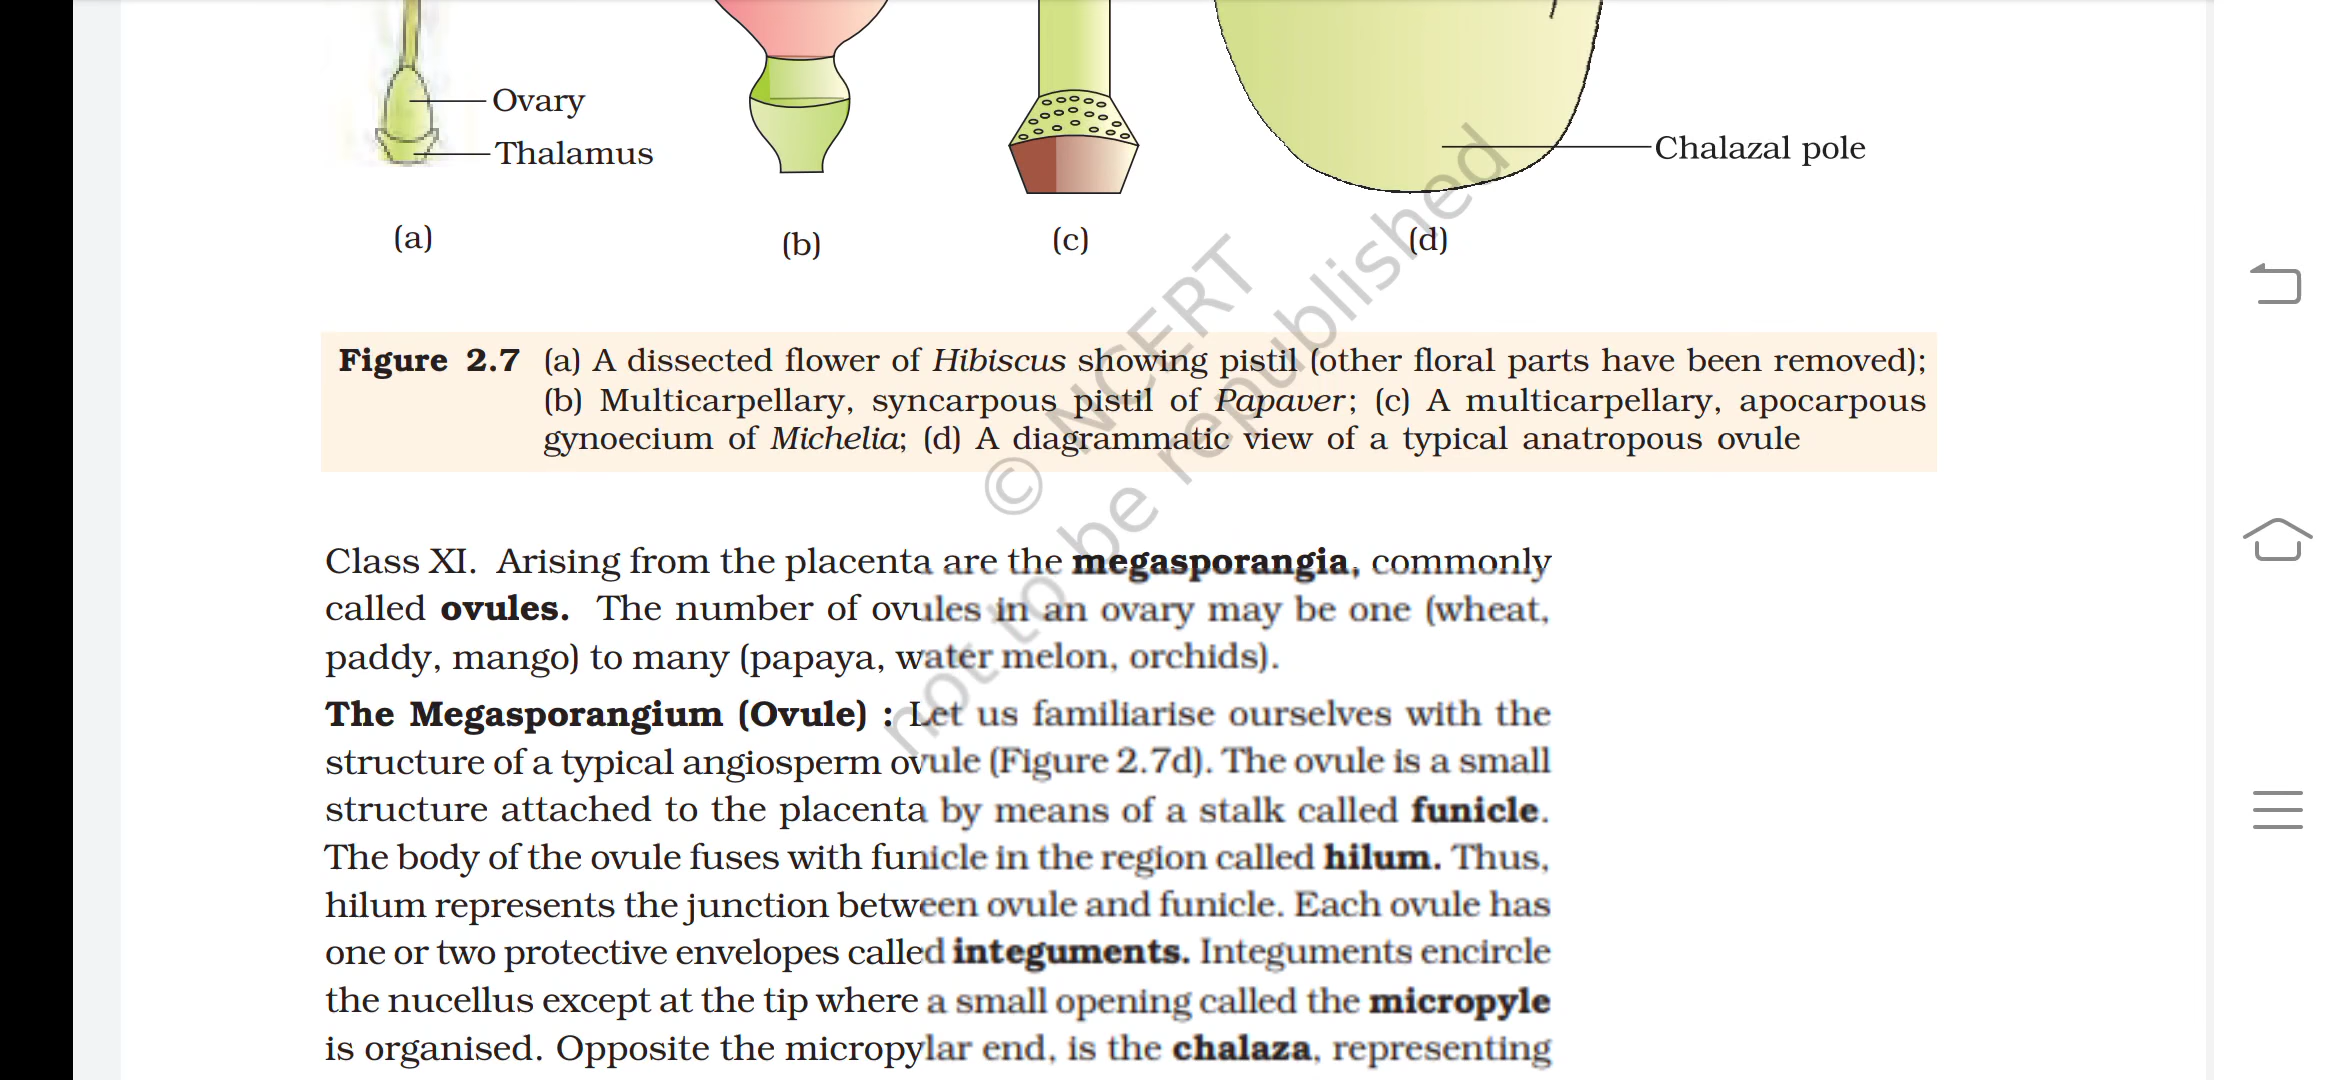 Ovary
Thalamus
Chalazal pole
(a)
(b)
(c)
(d)
Figure 2.7 (a) A dissected flower of Hibiscus showing pistil (other floral parts have been removed);
(b) Multicarpellary, syncarpous pistil of Papaver; (c) A multicarpellary, apocarpous
gynoecium of Michelia; (d) A diagrammatic view of a typical anatropous ovule
© NCERT
not to be republished
Class XI. Arising from the placenta are the megasporangia, commonly
called ovules. The number of ovules in an ovary may be one (wheat,
paddy, mango) to many (papaya, water melon, orchids).
The Megasporangium (Ovule) : Let us familiarise ourselves with the
structure of a typical angiosperm ovule (Figure 2.7d). The ovule is a small
structure attached to the placenta by means of a stalk called funicle.
The body of the ovule fuses with funicle in the region called hilum. Thus,
hilum represents the junction between ovule and funicle. Each ovule has
one or two protective envelopes called integuments. Integuments encircle
the nucellus except at the tip where a small opening called the micropyle
is organised. Opposite the micropylar end, is the chalaza, representing